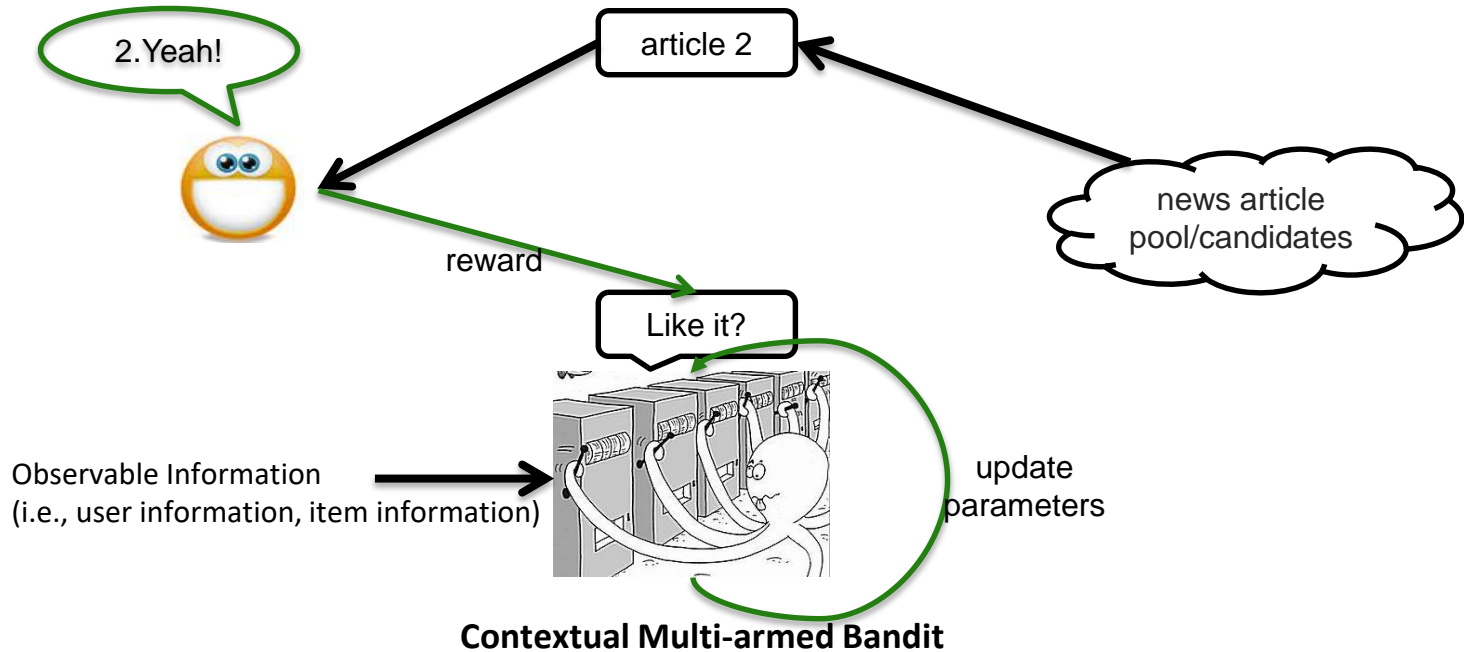 2.Yeah!
article 2
news article
pool/candidates
reward
Like it?
Observable Information
(i.e., user information, item information)
update
parameters
Contextual Multi-armed Bandit